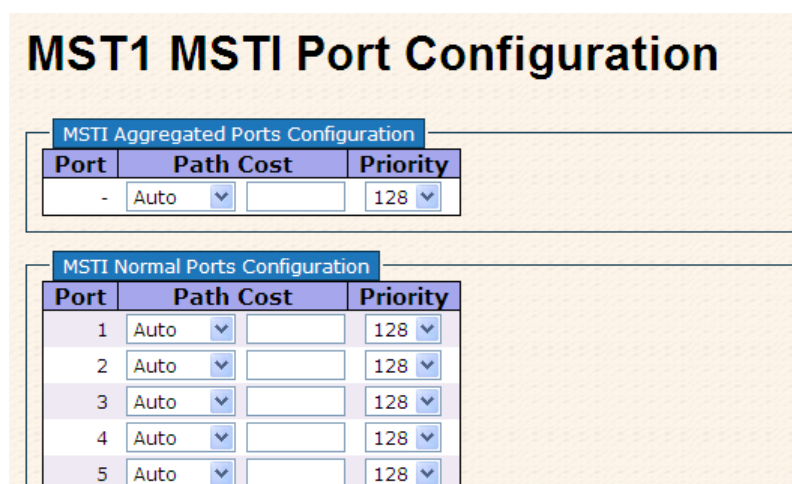 MST1 MSTI Port Configuration
MSTI Aggregated Ports Configuration
Port Path Cost Priority
- Auto 128
MSTI Normal Ports Configuration
Port Path Cost Priority
1 Auto 128
2 Auto 128
3 Auto 128
4 Auto 128
5 Auto 128